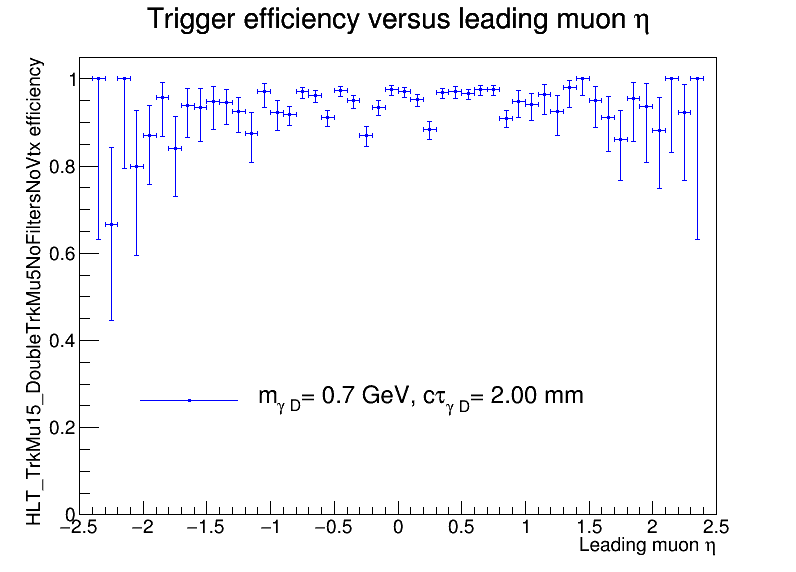 Trigger efficiency versus leading muon η
HLT_TrkMu15_DoubleTrkMu5NoFiltersNoVtx efficiency
1
0.8
0.6
0.4
0.2
0
m_γ D= 0.7 GeV, cτ_γ D= 2.00 mm
−2.5 −2 −1.5 −1 −0.5 0 0.5 1 1.5 2 2.5
Leading muon η